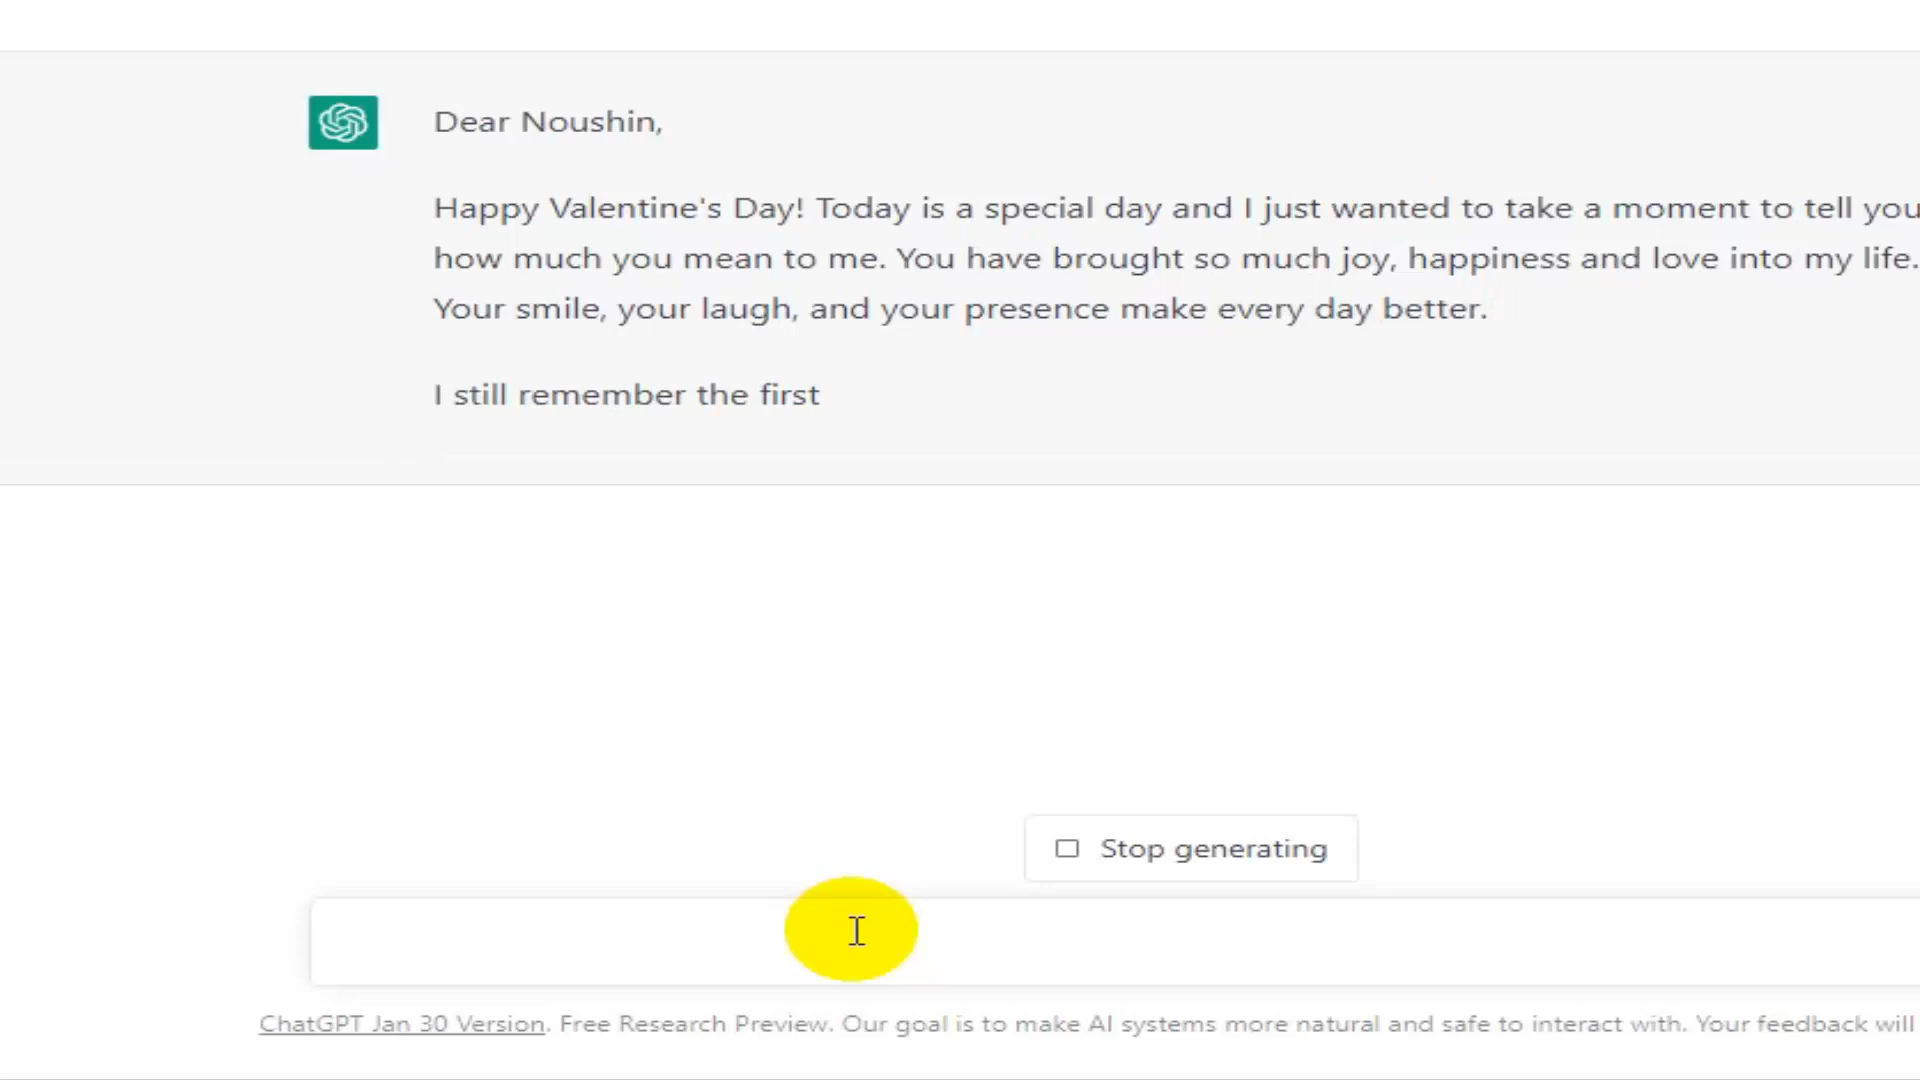 Dear Noushin,
Happy Valentine's Day! Today is a special day and I just wanted to take a moment to tell you
how much you mean to me. You have brought so much joy, happiness and love into my life.
Your smile, your laugh, and your presence make every day better.
I still remember the first
Stop generating
ChatGPT Jan 30 Version. Free Research Preview. Our goal is to make AI systems more natural and safe to interact with. Your feedback will